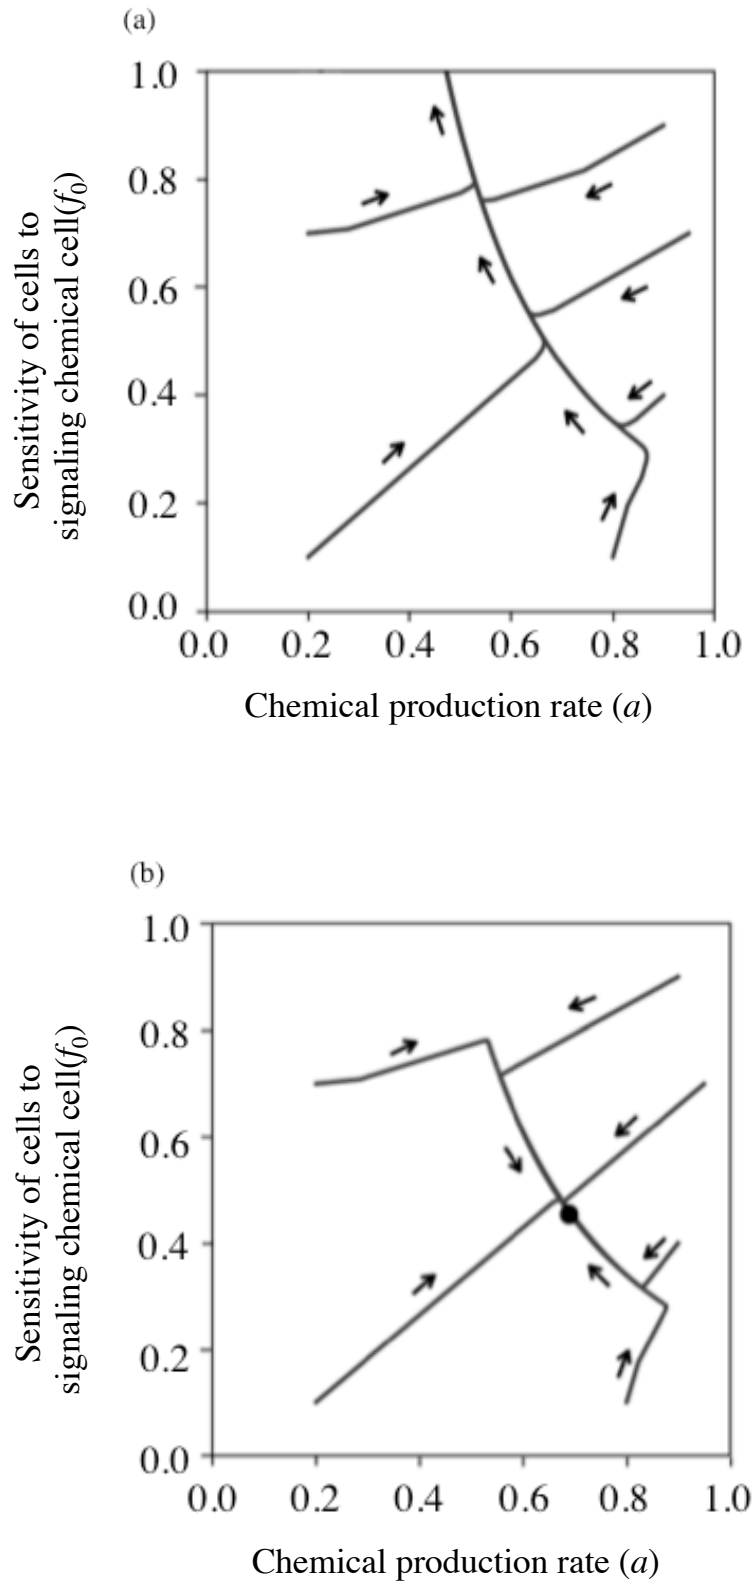 (a)
Sensitivity of cells to
signaling chemical cell(f₀)
1.0
0.8
0.6
0.4
0.2
0.0
0.0 0.2 0.4 0.6 0.8 1.0
Chemical production rate (a)
(b)
Sensitivity of cells to
signaling chemical cell(f₀)
1.0
0.8
0.6
0.4
0.2
0.0
0.0 0.2 0.4 0.6 0.8 1.0
Chemical production rate (a)